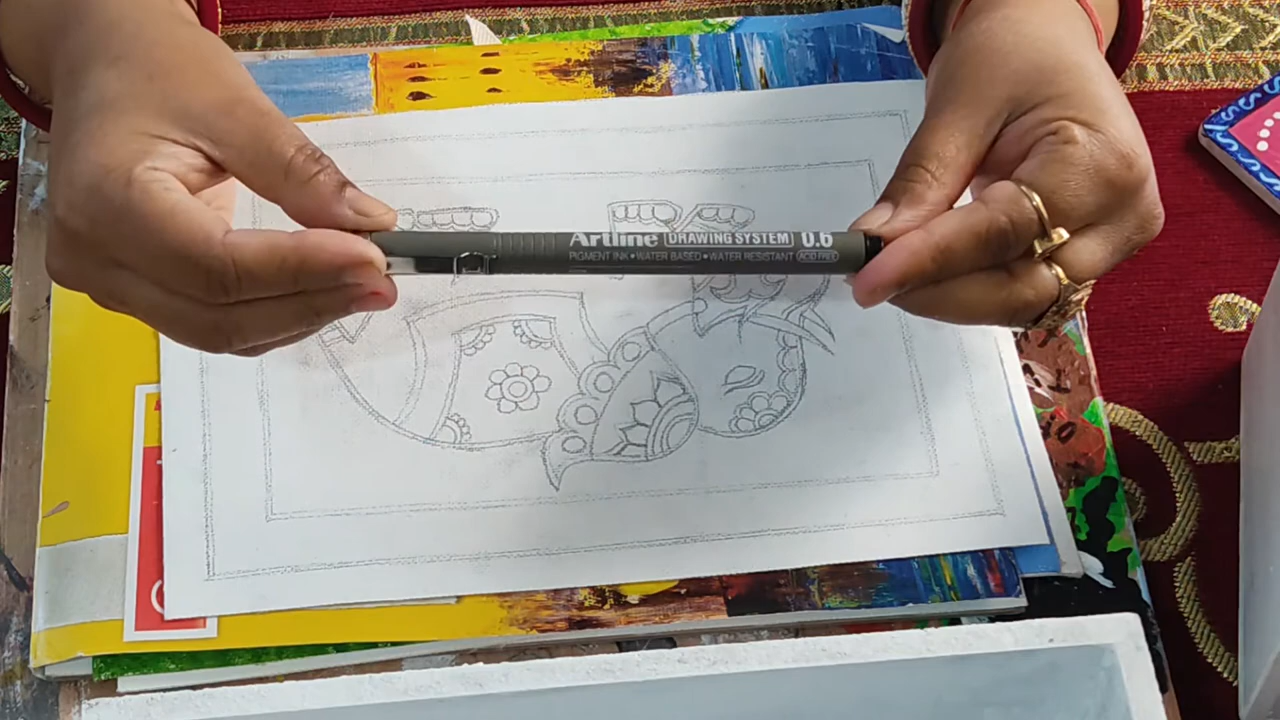 Artline DRAWING SYSTEM 0.6
PIGMENT INK • WATER BASED • WATER RESISTANT ACID FREE